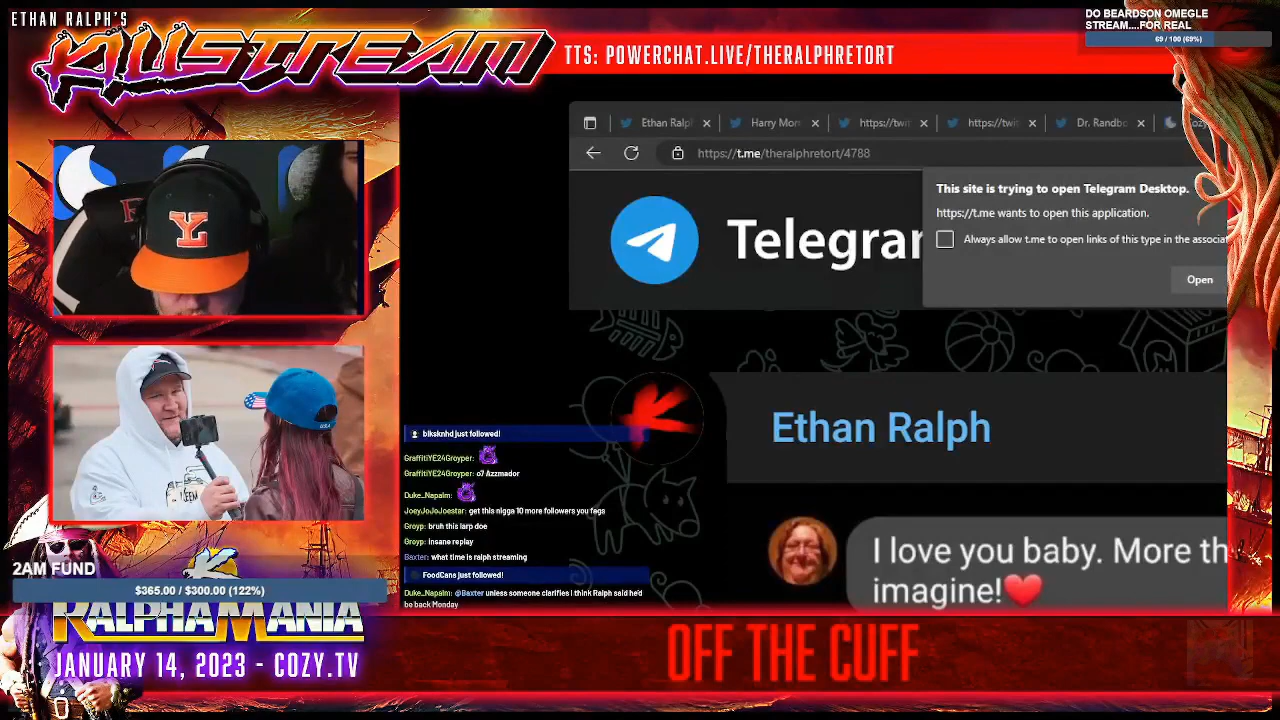 ETHAN RALPH'S
KILLSTREAM
TTS: POWERCHAT.LIVE/THERALPHRETORT
DO BEARDSON OMEGLE
STREAM....FOR REAL
69 / 100 (69%)
Ethan Ralp
Harry Morr
https://twit
https://twit
Dr. Randbo
https://t.me/theralphretort/4788
This site is trying to open Telegram Desktop.
https://t.me wants to open this application.
Always allow t.me to open links of this type in the associat
Open
Telegram
Ethan Ralph
I love you baby. More th
imagine!❤
blksknhd just followed!
GraffitiYE24Groyper:
GraffitiYE24Groyper: o7 Azzmador
Duke_Napalm:
JoeyJoJoJoestar: get this nigga 10 more followers you fags
Groyp: bruh this larp doe
Groyp: insane replay
Baxter: what time is ralph streaming
FoodCans just followed!
Duke_Napalm: @Baxter unless someone clarifies I think Ralph said he'd
be back Monday
2AM FUND
$365.00 / $300.00 (122%)
RALPHAMANIA
JANUARY 14, 2023 - COZY.TV
OFF THE CUFF